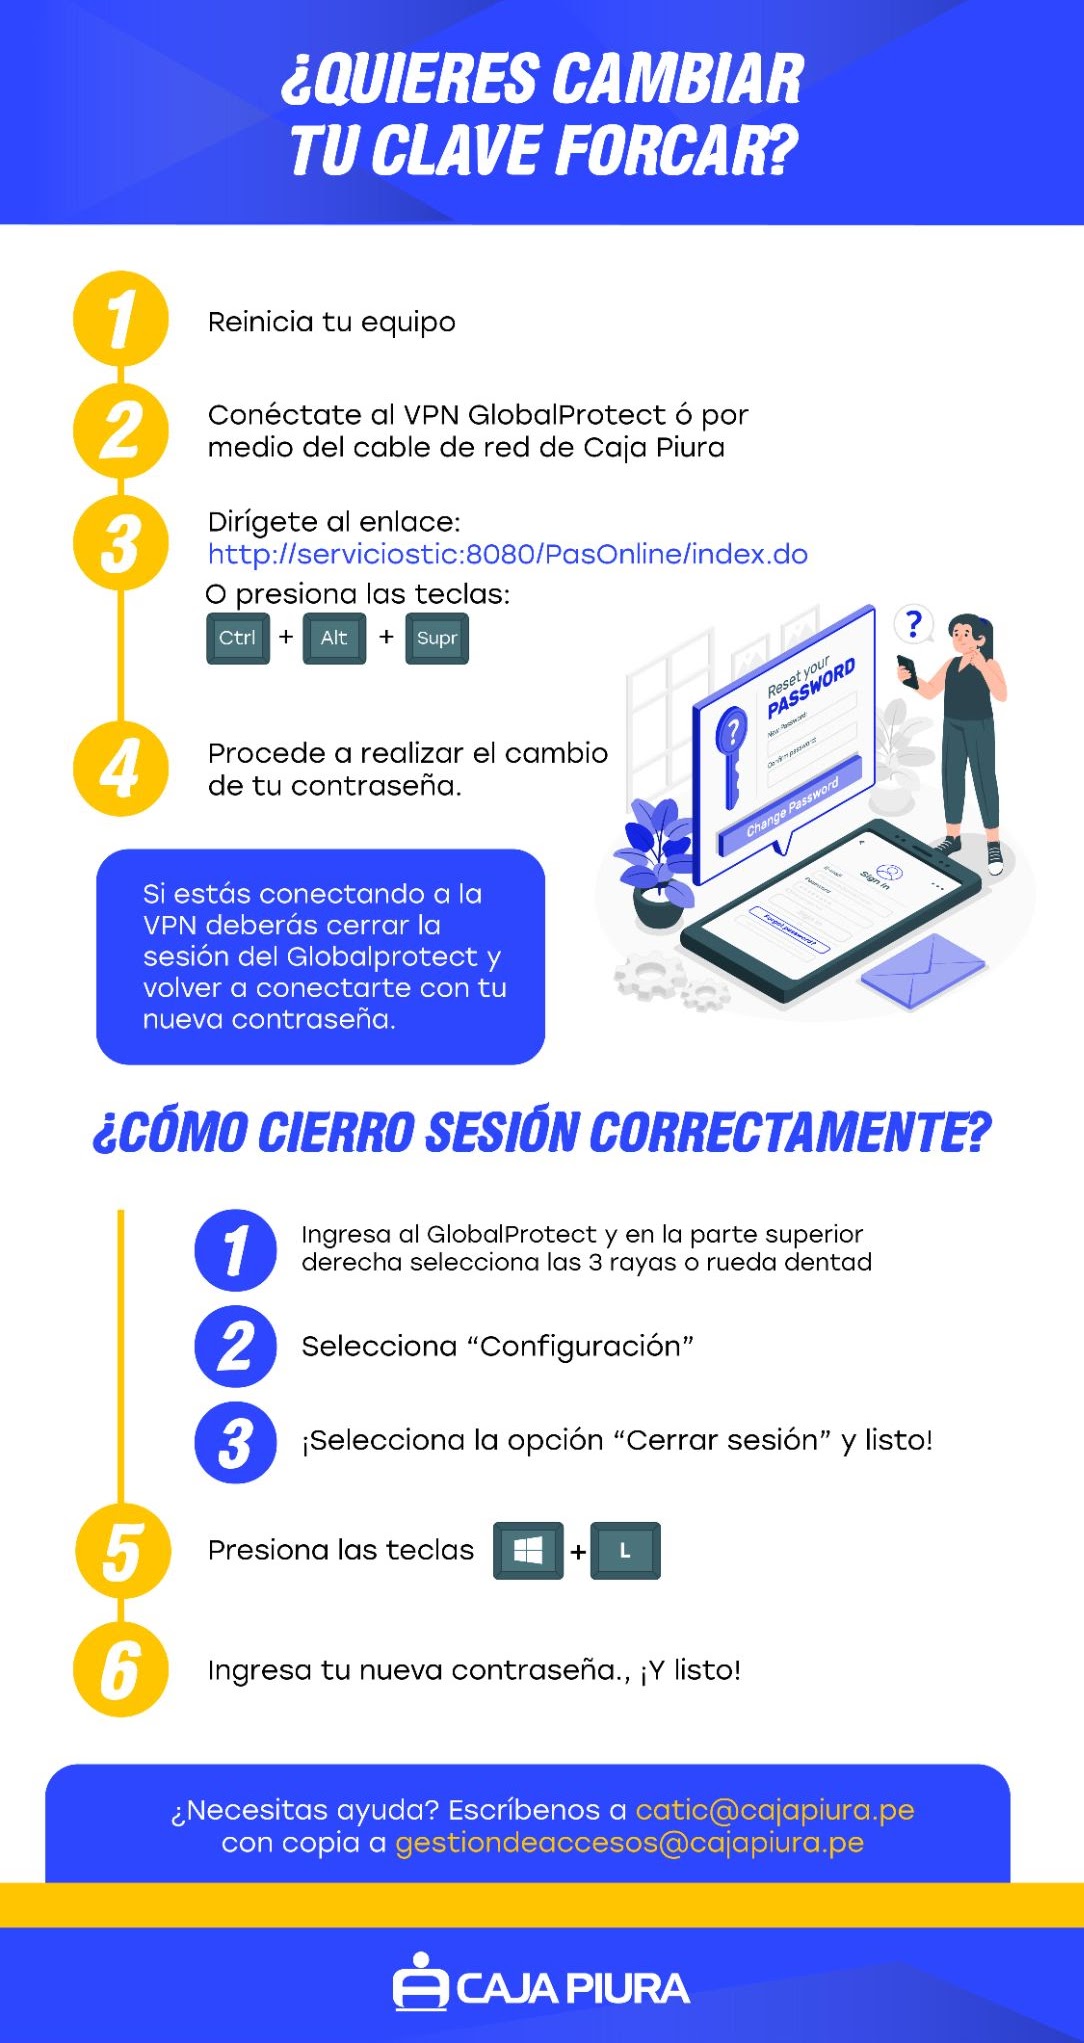 ¿QUIERES CAMBIAR
TU CLAVE FORCAR?
1
Reinicia tu equipo
2
Conéctate al VPN GlobalProtect ó por
medio del cable de red de Caja Piura
3
Dirígete al enlace:
http://serviciostic:8080/PasOnline/index.do
O presiona las teclas:
Ctrl + Alt + Supr
?
Reset your
PASSWORD
New Password:
Confirm password:
?
Change Password
4
Procede a realizar el cambio
de tu contraseña.
Sign in
E-mail
Password
Sign in
Forgot password?
Si estás conectando a la
VPN deberás cerrar la
sesión del Globalprotect y
volver a conectarte con tu
nueva contraseña.
¿CÓMO CIERRO SESIÓN CORRECTAMENTE?
1
Ingresa al GlobalProtect y en la parte superior
derecha selecciona las 3 rayas o rueda dentad
2
Selecciona “Configuración”
3
¡Selecciona la opción “Cerrar sesión” y listo!
5
Presiona las teclas + L
6
Ingresa tu nueva contraseña., ¡Y listo!
¿Necesitas ayuda? Escríbenos a catic@cajapiura.pe
con copia a gestiondeaccesos@cajapiura.pe
CAJA PIURA